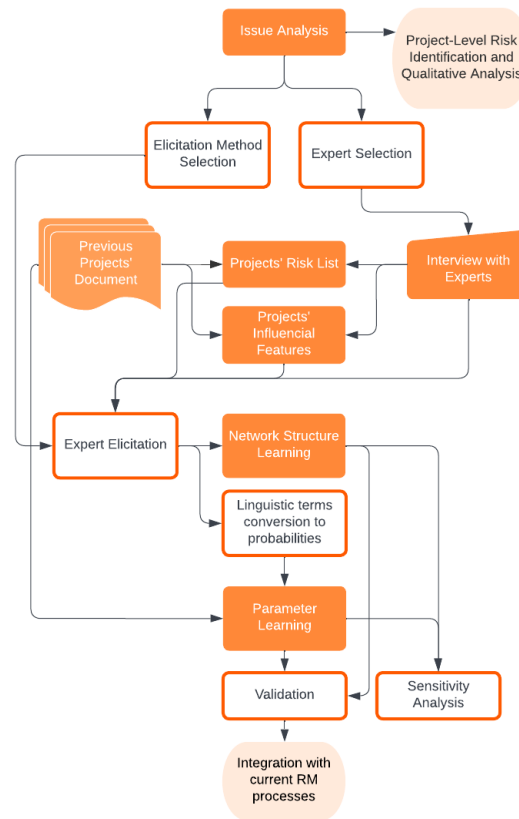 Issue Analysis
Project-Level Risk
Identification and
Qualitative Analysis
Elicitation Method
Selection
Expert Selection
Previous
Projects'
Document
Projects' Risk List
Interview with
Experts
Projects'
Influencial
Features
Expert Elicitation
Network Structure
Learning
Linguistic terms
conversion to
probabilities
Parameter
Learning
Validation
Sensitivity
Analysis
Integration with
current RM
processes